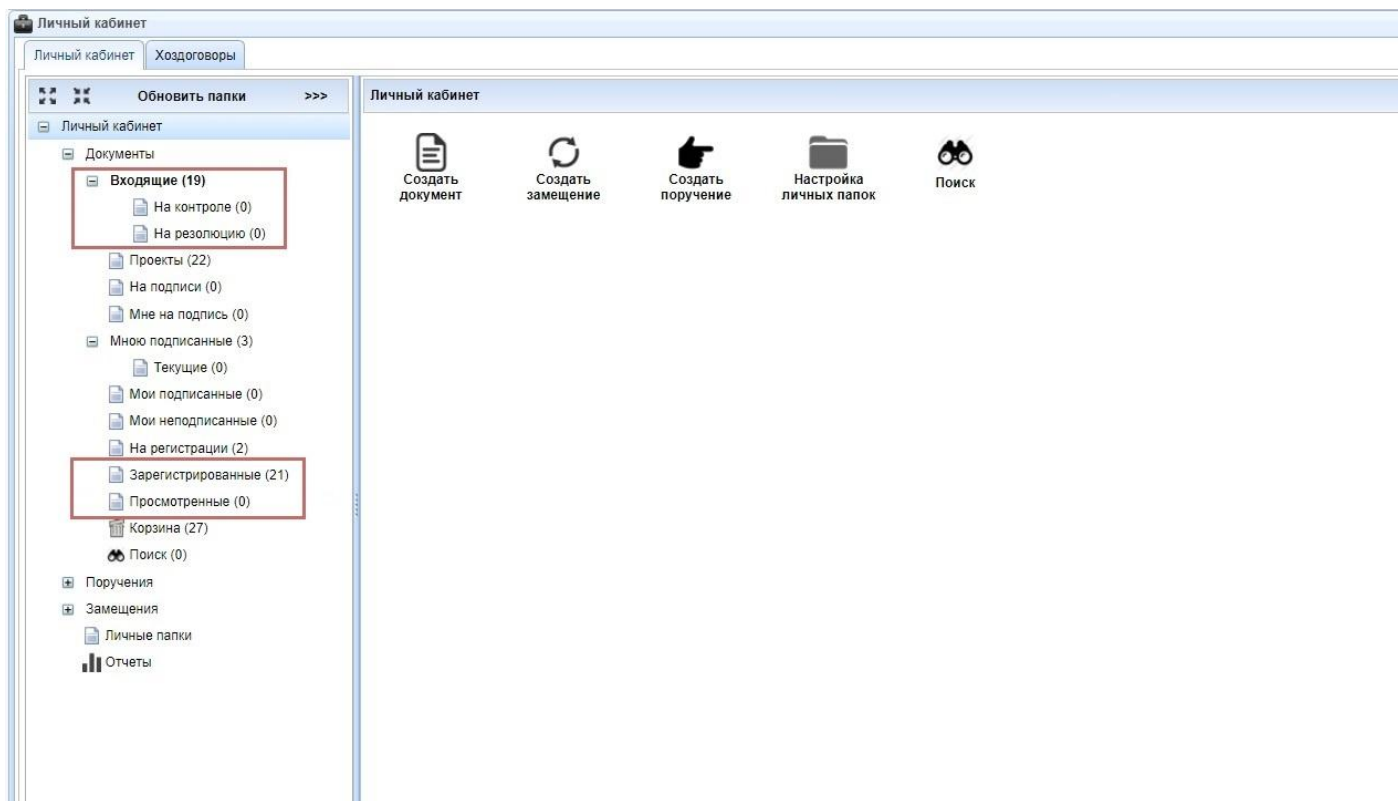 Личный кабинет
Личный кабинет Хоздоговоры
Обновить папки >>>
Личный кабинет
Документы
Входящие (19)
На контроле (0)
На резолюцию (0)
Проекты (22)
На подписи (0)
Мне на подпись (0)
Мною подписанные (3)
Текущие (0)
Мои подписанные (0)
Мои неподписанные (0)
На регистрации (2)
Зарегистрированные (21)
Просмотренные (0)
Корзина (27)
Поиск (0)
Поручения
Замещения
Личные папки
Отчеты
Личный кабинет
Создать
документ
Создать
замещение
Создать
поручение
Настройка
личных папок
Поиск